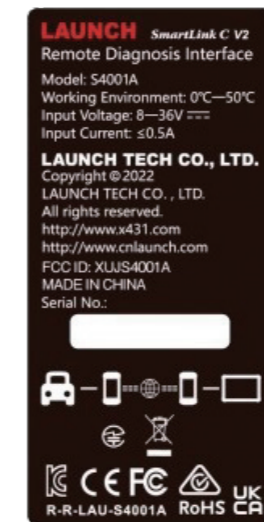 LAUNCH SmartLink C V2
Remote Diagnosis Interface
Model: S4001A
Working Environment: 0℃—50℃
Input Voltage: 8—36V
Input Current: ≤0.5A
LAUNCH TECH CO., LTD.
Copyright ©2022
LAUNCH TECH CO. , LTD.
All rights reserved.
http://www.x431.com
http://www.cnlaunch.com
FCC ID: XUJS4001A
MADE IN CHINA
Serial No.:
CE FC UK CA
R-R-LAU-S4001A RoHS